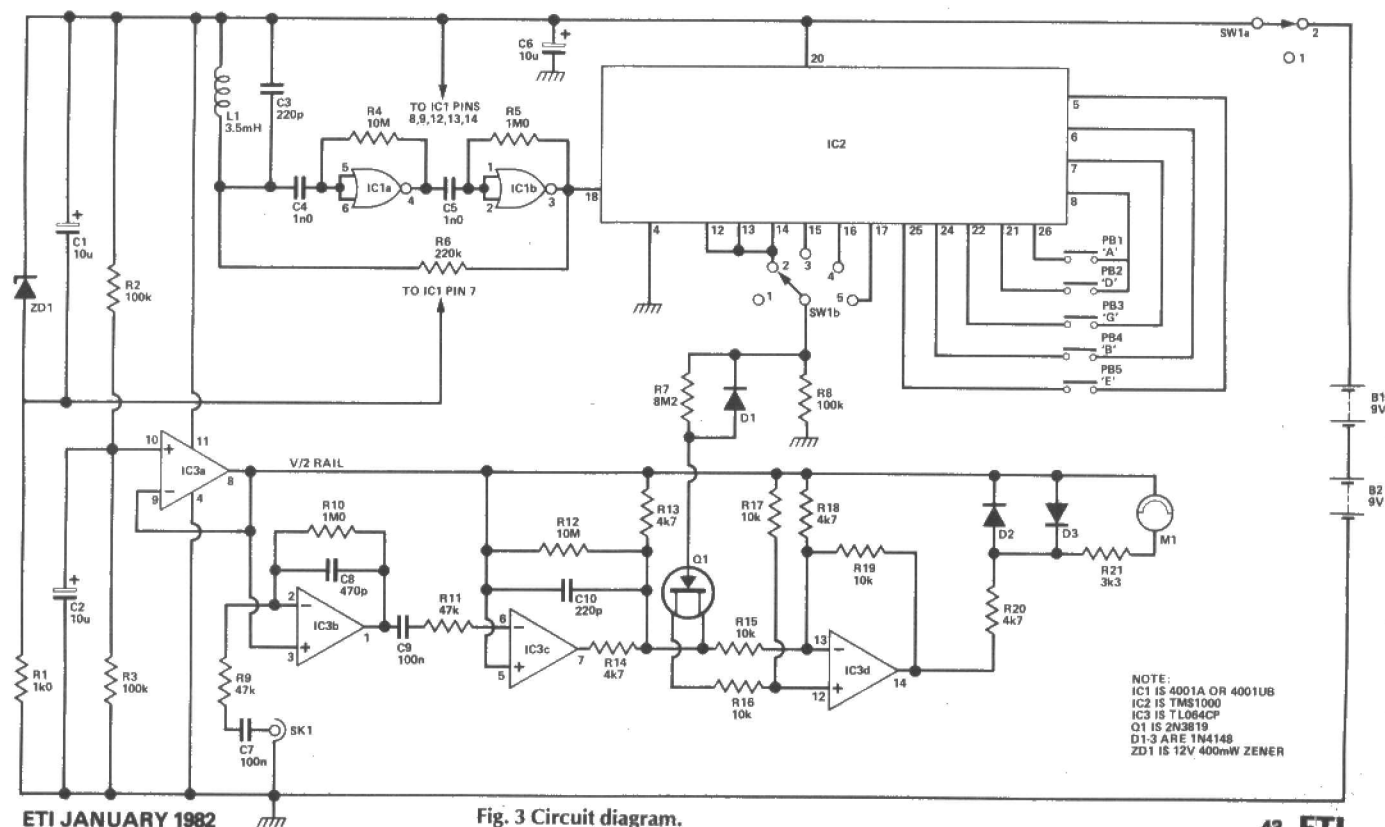 SW1a
2
1
C6
10u
+
20
TO IC1 PINS
8,9,12,13,14
L1
3.5mH
C3
220p
R4
10M
R5
1M0
IC2
5
6
7
8
C4
1n0
5
6
IC1a
4
C5
1n0
1
2
IC1b
3
18
4
12
13
14
15
16
17
25
24
22
21
26
R6
220k
TO IC1 PIN 7
2
3
4
1
5
SW1b
PB1
'A'
PB2
'D'
PB3
'G'
PB4
'B'
PB5
'E'
+
C1
10u
R2
100k
ZD1
R7
8M2
D1
R8
100k
B1
9V
B2
9V
10
+
11
IC3a
8
9
−
4
V/2 RAIL
R10
1M0
C8
470p
2
−
IC3b
1
3
+
R9
47k
C7
100n
SK1
C9
100n
R11
47k
R12
10M
C10
220p
6
−
IC3c
7
5
+
R13
4k7
R14
4k7
Q1
R15
10k
R16
10k
R17
10k
R18
4k7
R19
10k
13
−
IC3d
14
12
+
D2
D3
R20
4k7
R21
3k3
M1
+
C2
10u
R1
1k0
R3
100k
NOTE:
IC1 IS 4001A OR 4001UB
IC2 IS TMS1000
IC3 IS TL064CP
Q1 IS 2N3819
D1-3 ARE 1N4148
ZD1 IS 12V 400mW ZENER
ETI JANUARY 1982
Fig. 3 Circuit diagram.